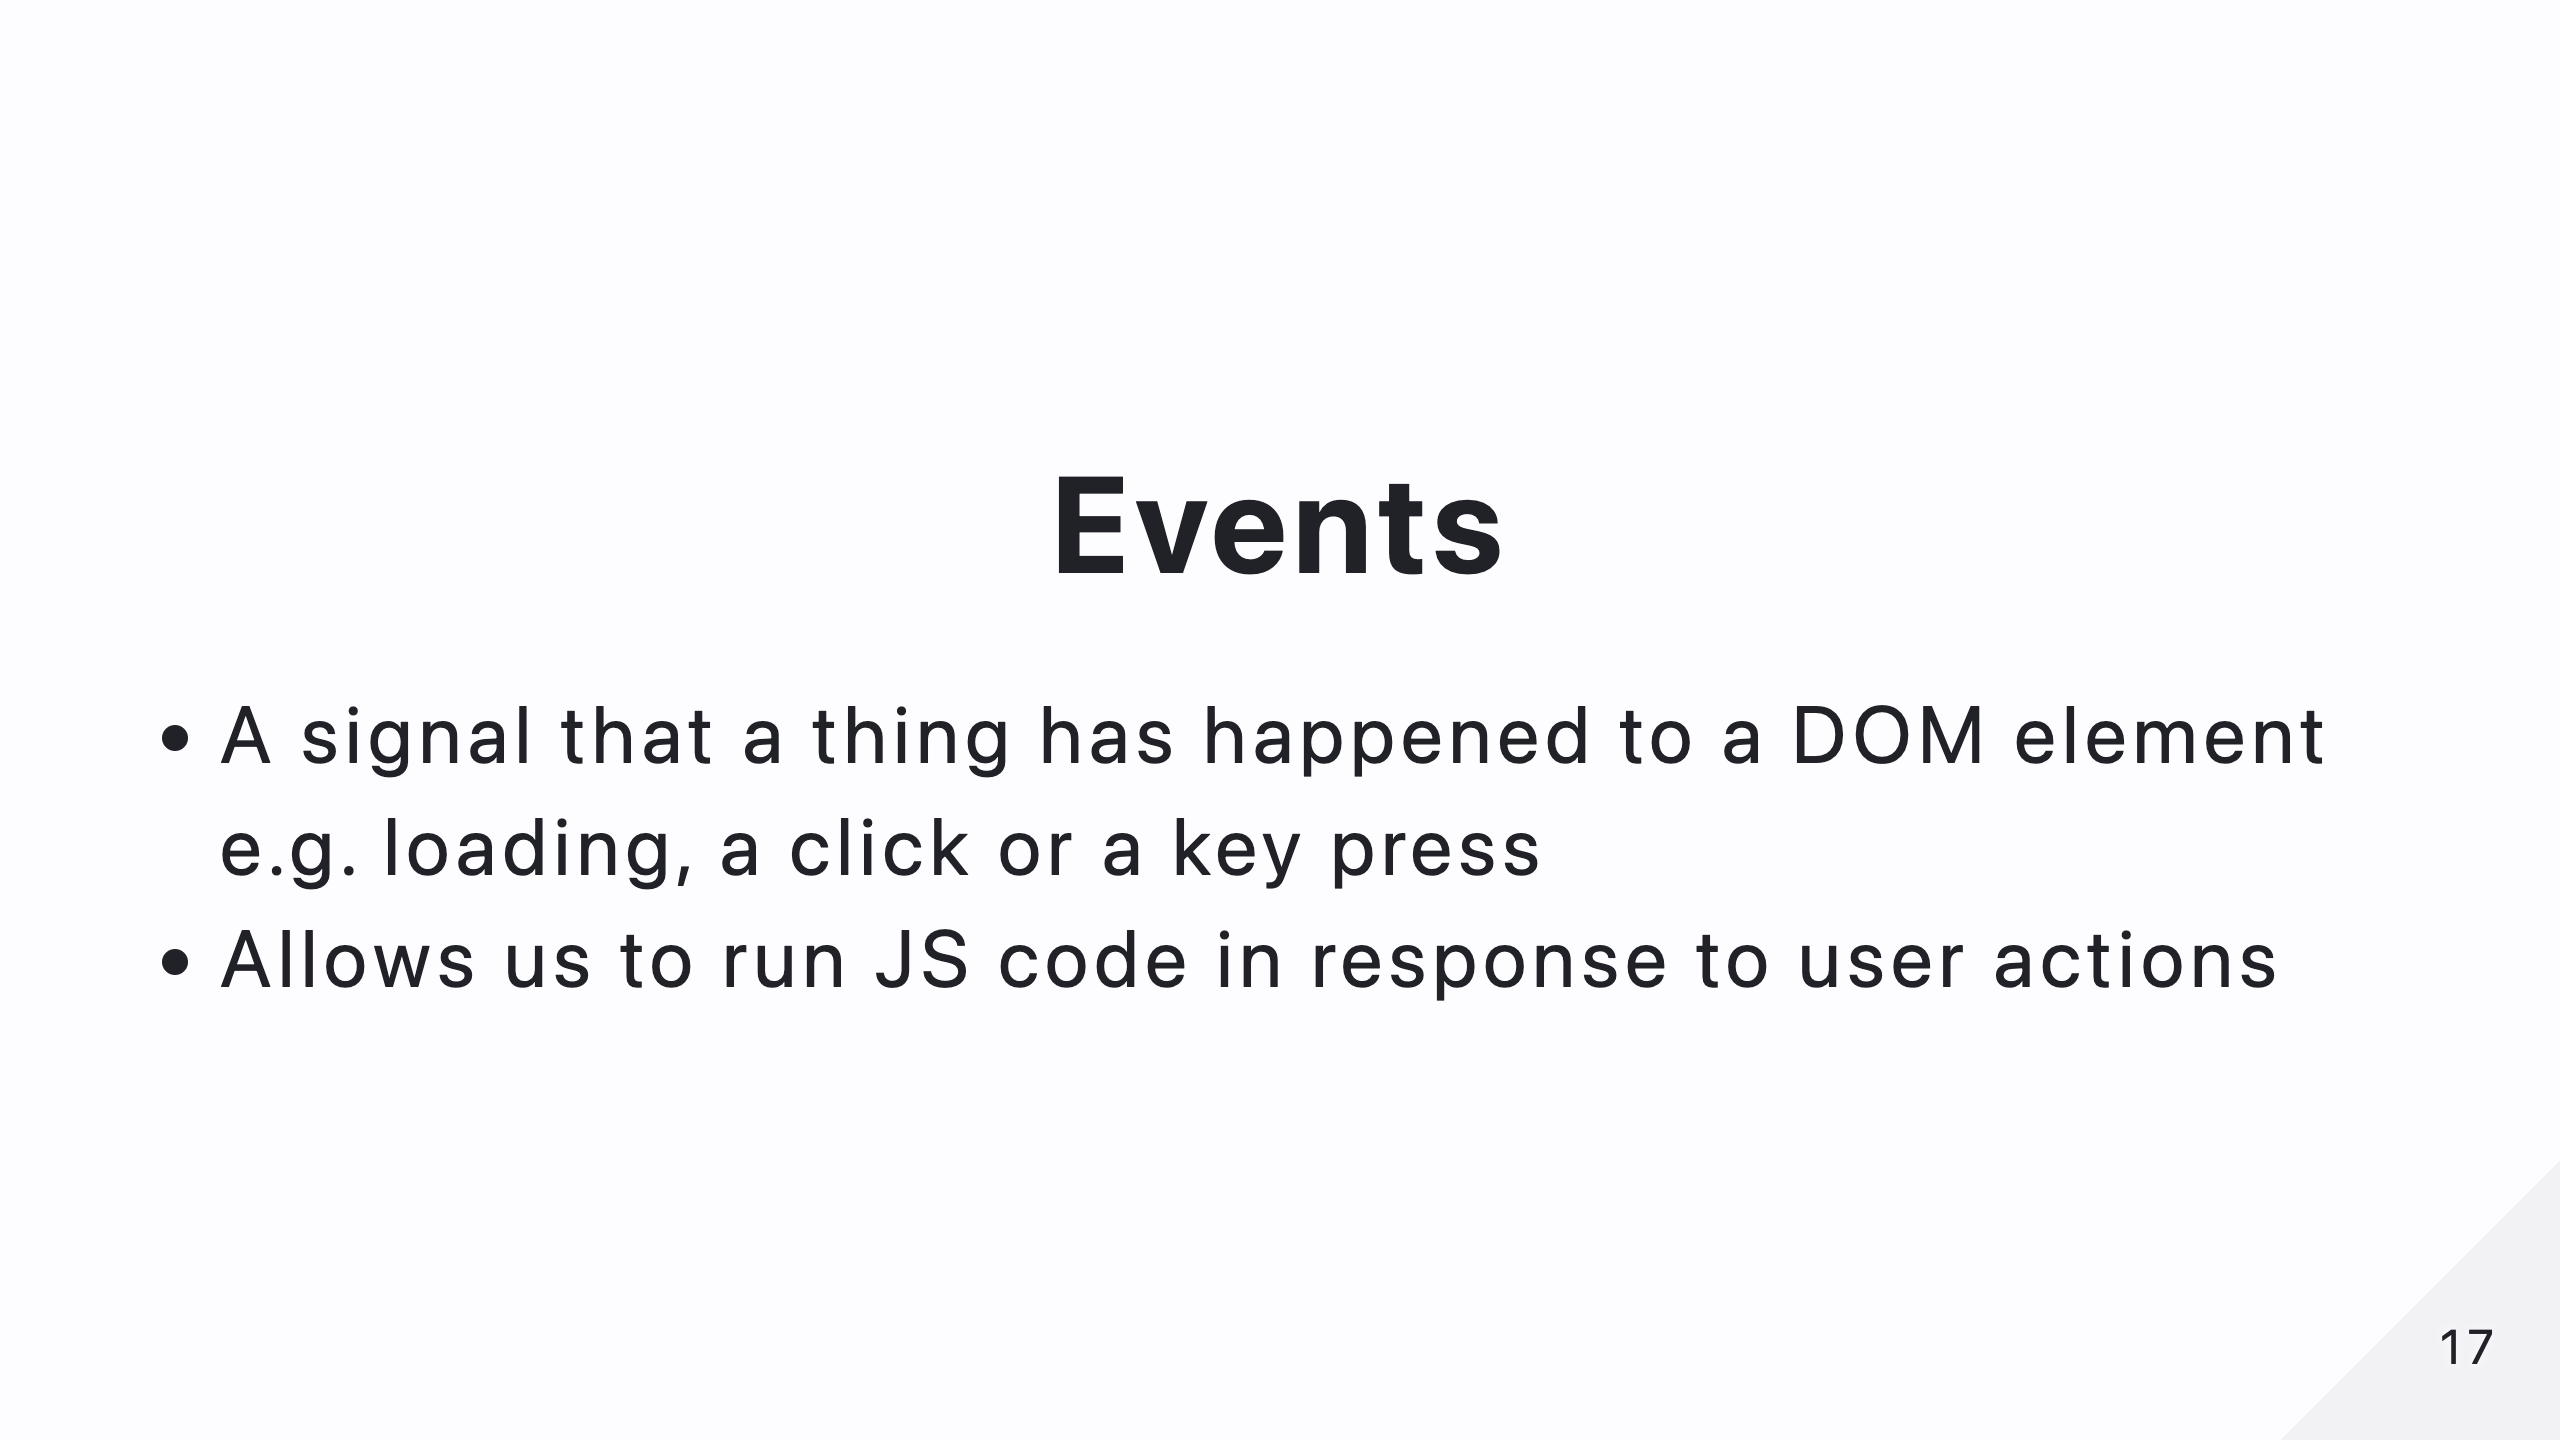 Events
• A signal that a thing has happened to a DOM element
e.g. loading, a click or a key press
• Allows us to run JS code in response to user actions
17